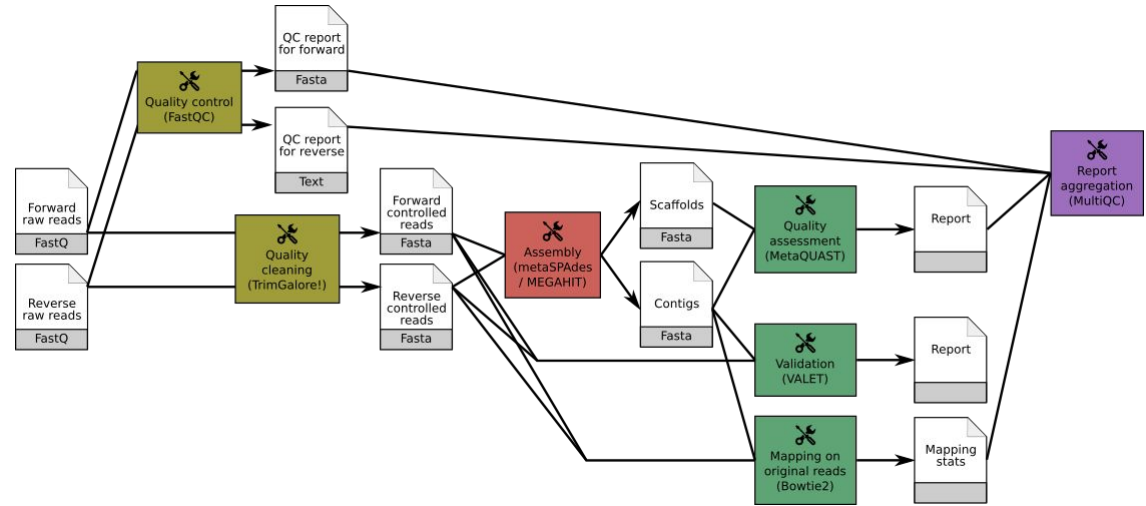 QC report
for forward
Fasta
Quality control
(FastQC)
QC report
for reverse
Text
Report
aggregation
(MultiQC)
Forward
raw reads
FastQ
Forward
controlled
reads
Fasta
Scaffolds
Fasta
Quality
assessment
(MetaQUAST)
Report
Quality
cleaning
(TrimGalore!)
Assembly
(metaSPAdes
/ MEGAHIT)
Reverse
raw reads
FastQ
Reverse
controlled
reads
Fasta
Contigs
Fasta
Validation
(VALET)
Report
Mapping on
original reads
(Bowtie2)
Mapping
stats